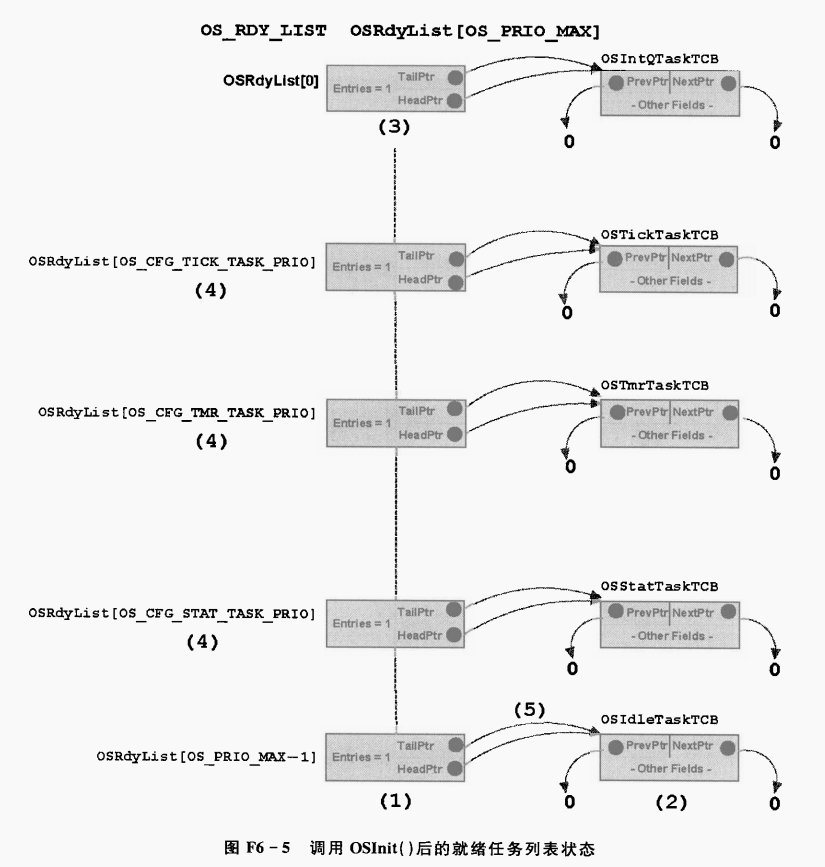 OS_RDY_LIST OSRdyList[OS_PRIO_MAX]
OSIntQTaskTCB
OSRdyList[0]
Entries = 1
TailPtr
HeadPtr
PrevPtr NextPtr
- Other Fields -
(3)
0
0
OSTickTaskTCB
OSRdyList[OS_CFG_TICK_TASK_PRIO]
(4)
Entries = 1
TailPtr
HeadPtr
PrevPtr NextPtr
- Other Fields -
0
0
OSTmrTaskTCB
OSRdyList[OS_CFG_TMR_TASK_PRIO]
(4)
Entries = 1
TailPtr
HeadPtr
PrevPtr NextPtr
- Other Fields -
0
0
OSStatTaskTCB
OSRdyList[OS_CFG_STAT_TASK_PRIO]
(4)
Entries = 1
TailPtr
HeadPtr
PrevPtr NextPtr
- Other Fields -
0
0
(5)
OSIdleTaskTCB
OSRdyList[OS_PRIO_MAX-1]
Entries = 1
TailPtr
HeadPtr
PrevPtr NextPtr
- Other Fields -
(1)
0
(2)
0
图 F6-5 调用 OSInit()后的就绪任务列表状态